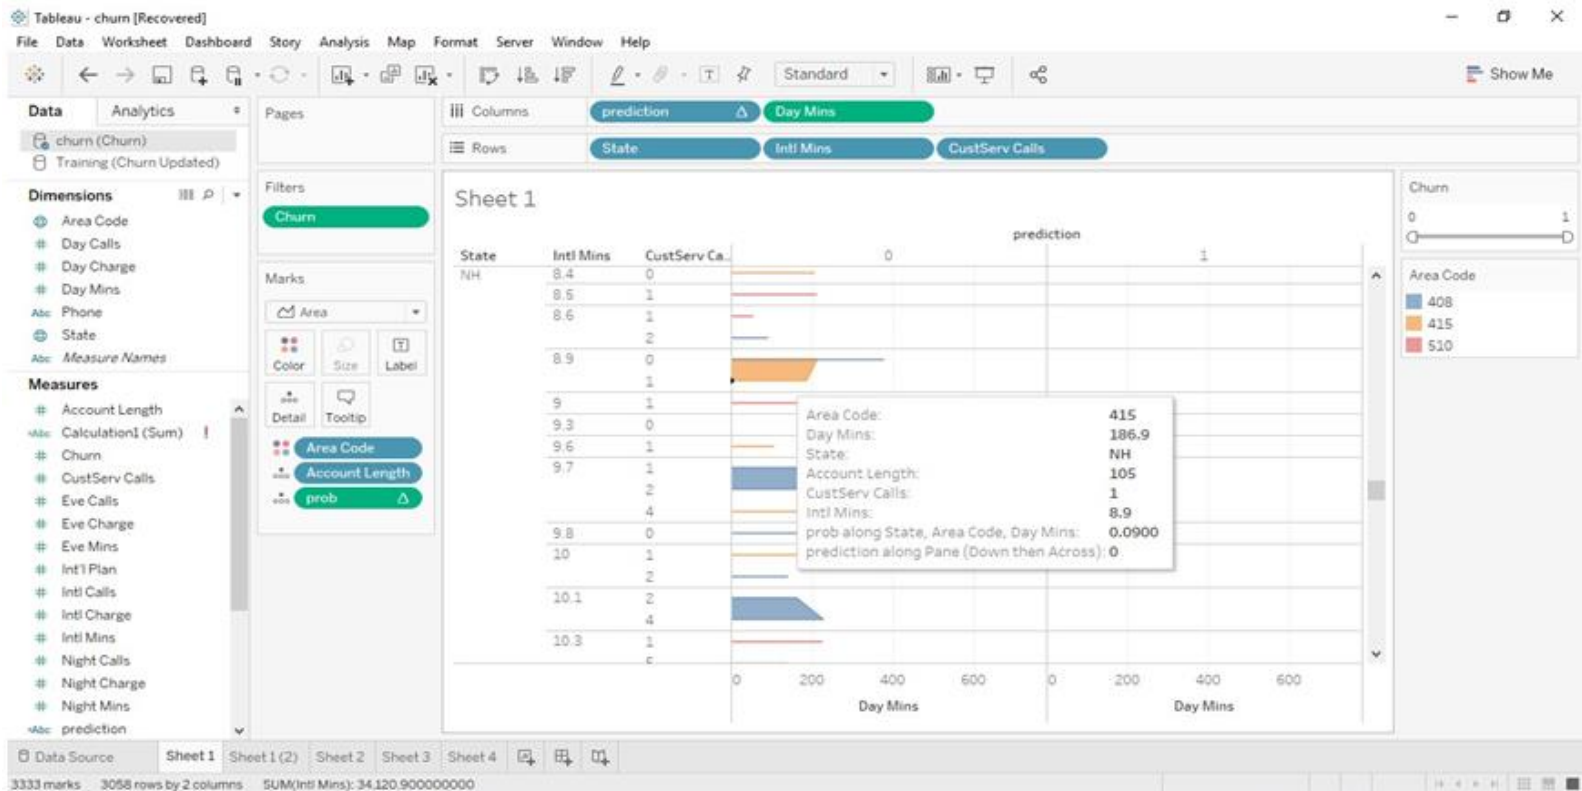 Tableau - churn [Recovered]
File Data Worksheet Dashboard Story Analysis Map Format Server Window Help
Standard
Show Me
Data Analytics
churn (Churn)
Training (Churn Updated)
Dimensions
Area Code
Day Calls
Day Charge
Day Mins
Abc Phone
State
Abc Measure Names
Measures
Account Length
Abc Calculation1 (Sum) !
Churn
CustServ Calls
Eve Calls
Eve Charge
Eve Mins
Int'l Plan
Intl Calls
Intl Charge
Intl Mins
Night Calls
Night Charge
Night Mins
Abc prediction
Pages
Filters
Churn
Marks
Area
Color Size Label
Detail Tooltip
Area Code
Account Length
prob
Columns prediction Day Mins
Rows State Intl Mins CustServ Calls
Sheet 1
prediction
State Intl Mins CustServ Ca.. 0 1
NH 8.4 0
8.5 1
8.6 1
2
8.9 0
1
9 1
9.3 0
9.6 1
9.7 1
2
4
9.8 0
10 1
2
10.1 2
4
10.3 1
0 200 400 600 0 200 400 600
Day Mins Day Mins
Area Code: 415
Day Mins: 186.9
State: NH
Account Length: 105
CustServ Calls: 1
Intl Mins: 8.9
prob along State, Area Code, Day Mins: 0.0900
prediction along Pane (Down then Across): 0
Churn
0 1
Area Code
408
415
510
Data Source Sheet 1 Sheet 1 (2) Sheet 2 Sheet 3 Sheet 4
3333 marks 3058 rows by 2 columns SUM(Intl Mins): 34,120.900000000